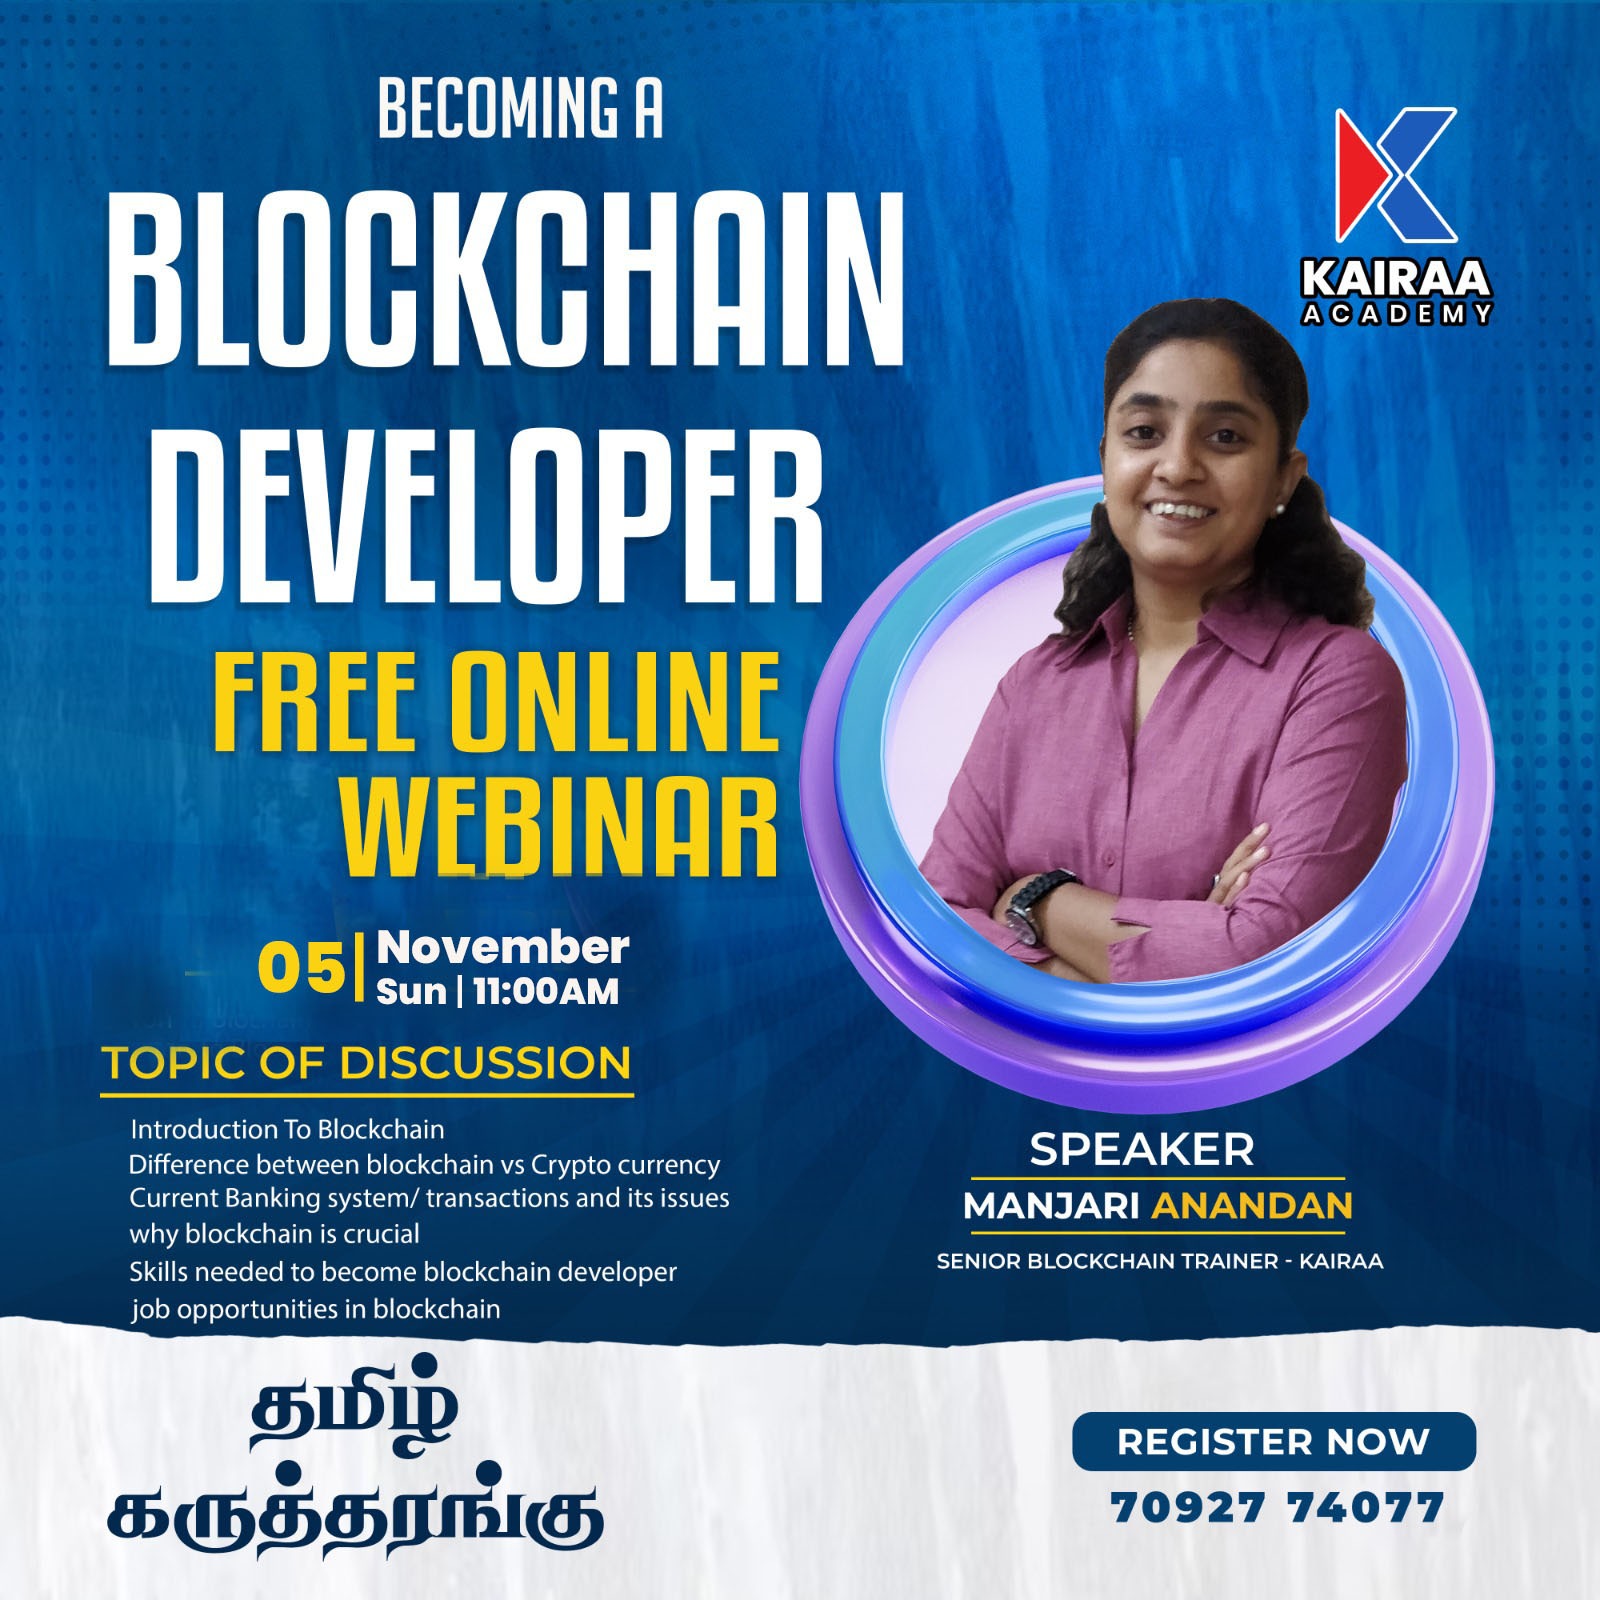 BECOMING A
BLOCKCHAIN
DEVELOPER
FREE ONLINE
WEBINAR
KAIRAA
ACADEMY
05
November
Sun | 11:00AM
TOPIC OF DISCUSSION
Introduction To Blockchain
Difference between blockchain vs Crypto currency
Current Banking system/ transactions and its issues
why blockchain is crucial
Skills needed to become blockchain developer
job opportunities in blockchain
SPEAKER
MANJARI ANANDAN
SENIOR BLOCKCHAIN TRAINER - KAIRAA
தமிழ்
கருத்தரங்கு
REGISTER NOW
70927 74077